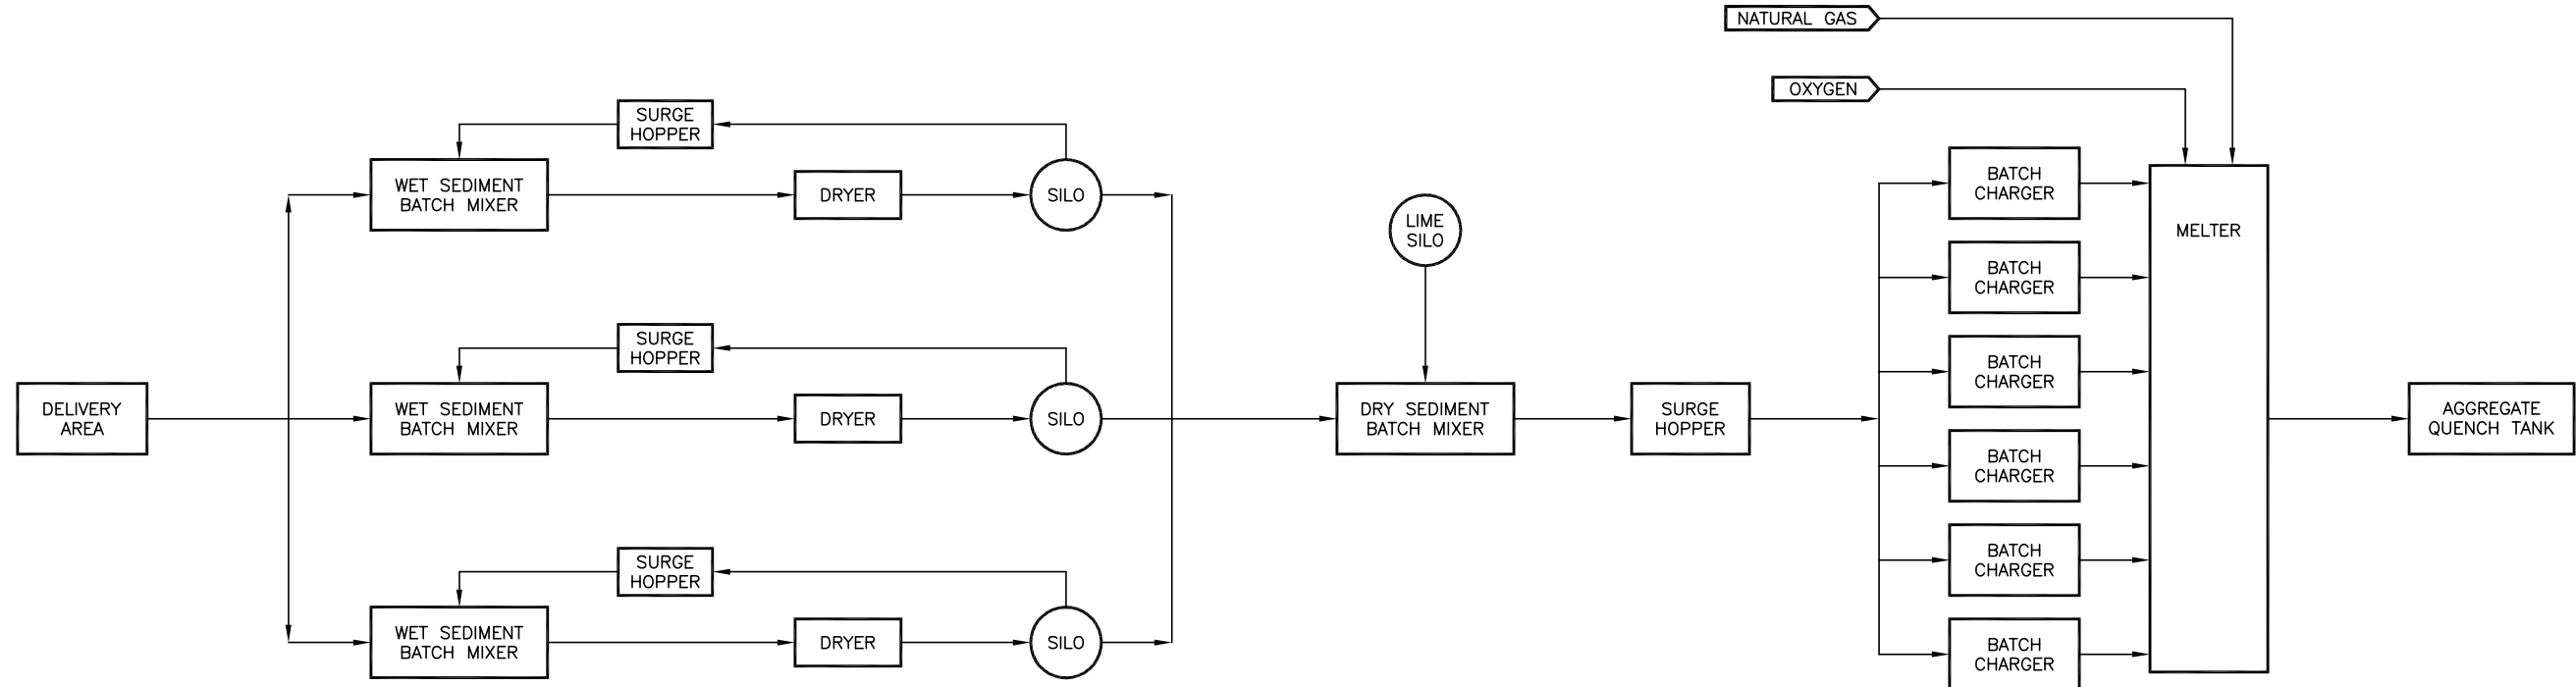 NATURAL GAS
OXYGEN
SURGE
HOPPER
WET SEDIMENT
BATCH MIXER
DRYER
SILO
LIME
SILO
BATCH
CHARGER
MELTER
BATCH
CHARGER
SURGE
HOPPER
BATCH
CHARGER
DELIVERY
AREA
WET SEDIMENT
BATCH MIXER
DRYER
SILO
DRY SEDIMENT
BATCH MIXER
SURGE
HOPPER
AGGREGATE
QUENCH TANK
BATCH
CHARGER
SURGE
HOPPER
BATCH
CHARGER
WET SEDIMENT
BATCH MIXER
DRYER
SILO
BATCH
CHARGER